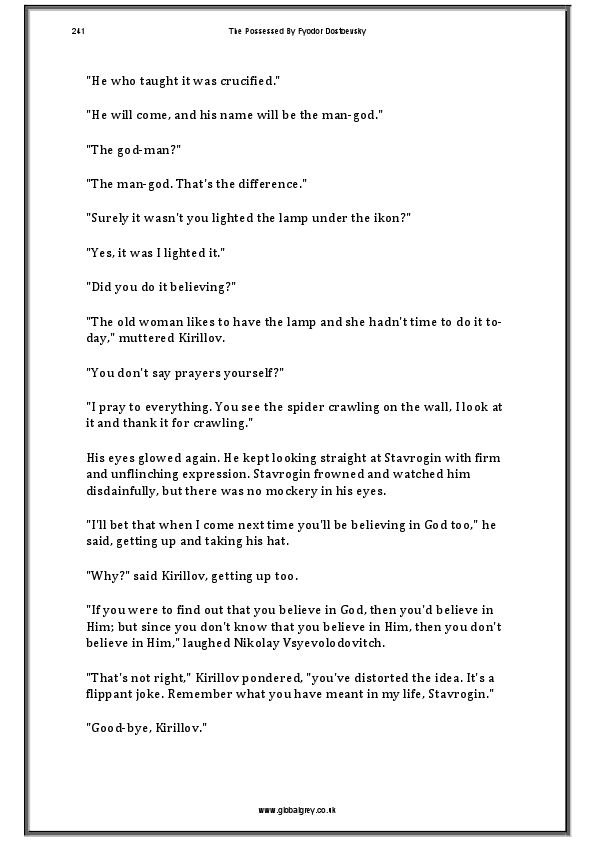 241
The Possessed By Fyodor Dostoevsky
"He who taught it was crucified."
"He will come, and his name will be the man-god."
"The god-man?"
"The man-god. That's the difference."
"Surely it wasn't you lighted the lamp under the ikon?"
"Yes, it was I lighted it."
"Did you do it believing?"
"The old woman likes to have the lamp and she hadn't time to do it to-
day," muttered Kirillov.
"You don't say prayers yourself?"
"I pray to everything. You see the spider crawling on the wall, I look at
it and thank it for crawling."
His eyes glowed again. He kept looking straight at Stavrogin with firm
and unflinching expression. Stavrogin frowned and watched him
disdainfully, but there was no mockery in his eyes.
"I'll bet that when I come next time you'll be believing in God too," he
said, getting up and taking his hat.
"Why?" said Kirillov, getting up too.
"If you were to find out that you believe in God, then you'd believe in
Him; but since you don't know that you believe in Him, then you don't
believe in Him," laughed Nikolay Vsyevolodovitch.
"That's not right," Kirillov pondered, "you've distorted the idea. It's a
flippant joke. Remember what you have meant in my life, Stavrogin."
"Good-bye, Kirillov."
www.globalgrey.co.uk